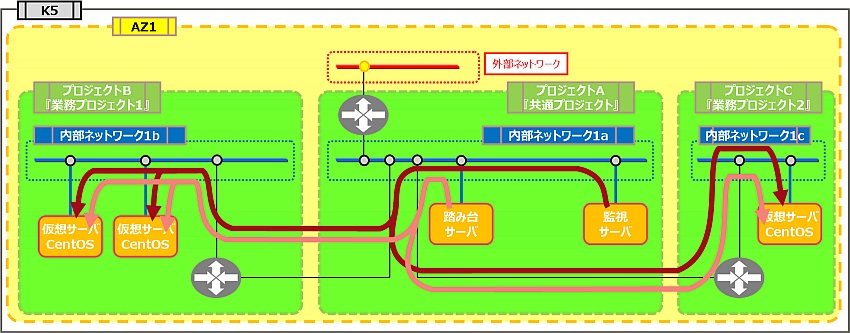 K5
AZ1
外部ネットワーク
プロジェクトB
『業務プロジェクト1』
プロジェクトA
『共通プロジェクト』
プロジェクトC
『業務プロジェクト2』
内部ネットワーク1b
内部ネットワーク1a
内部ネットワーク1c
仮想サーバ
CentOS
仮想サーバ
CentOS
踏み台
サーバ
監視
サーバ
仮想サーバ
CentOS